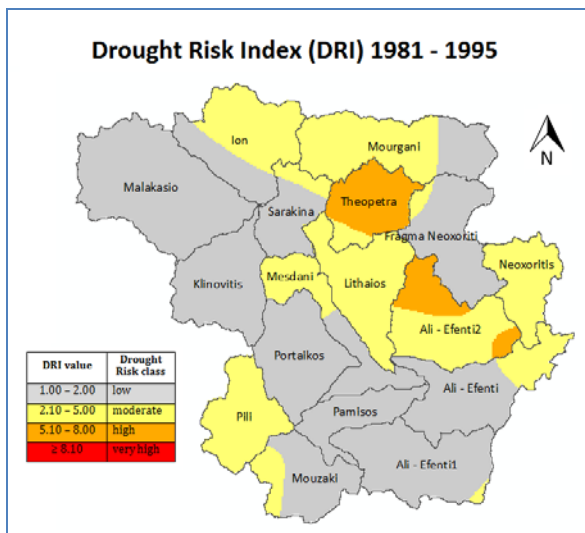 Drought Risk Index (DRI) 1981 - 1995
Ion
Mourgani
N
Malakasio
Theopetra
Sarakina
Fragma Neoxoriti
Neoxoritis
Mesdani
Klinovitis
Lithaios
Ali - Efenti2
Portaikos
DRI value Drought Risk class
1.00 – 2.00 low
2.10 – 5.00 moderate
5.10 – 8.00 high
≥ 8.10 very high
Ali - Efenti
Pamisos
Pili
Ali - Efenti1
Mouzaki